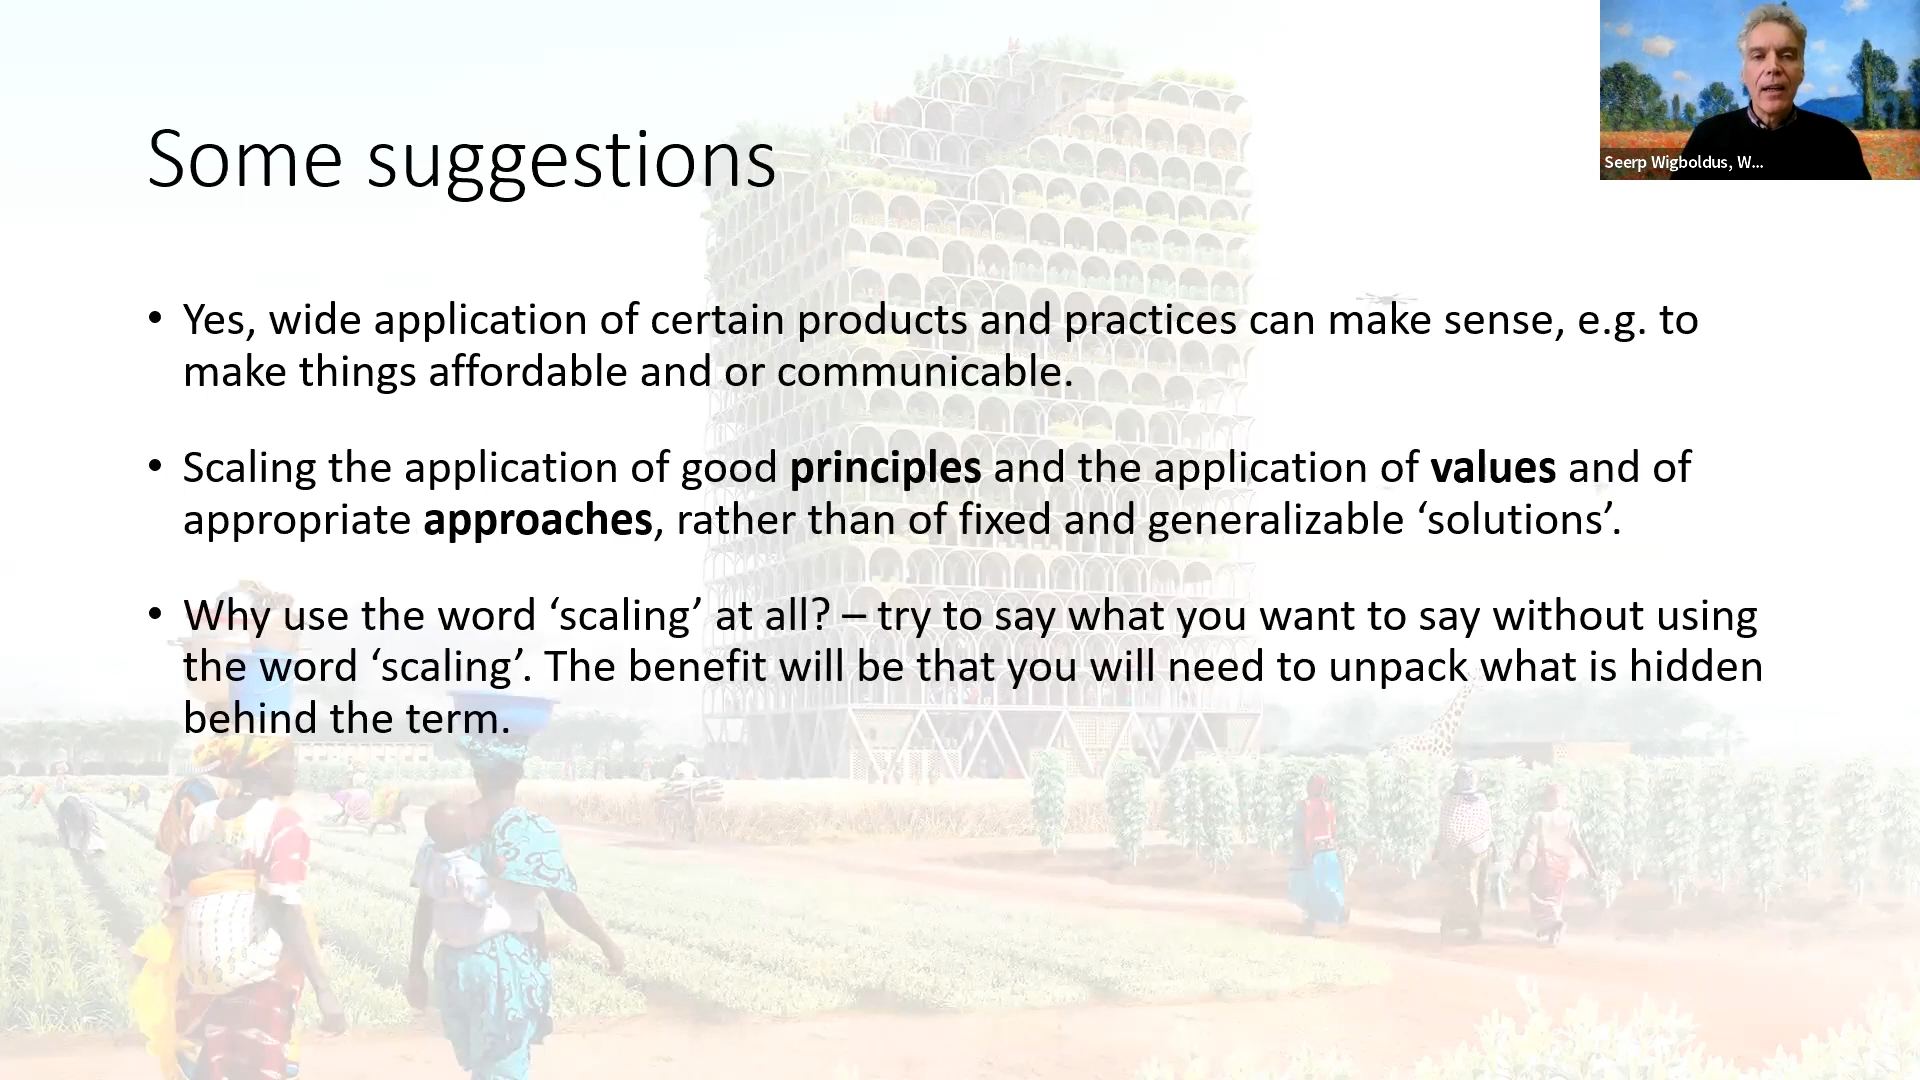 Some suggestions
Seerp Wigboldus, W...
• Yes, wide application of certain products and practices can make sense, e.g. to
make things affordable and or communicable.
• Scaling the application of good principles and the application of values and of
appropriate approaches, rather than of fixed and generalizable ‘solutions’.
• Why use the word ‘scaling’ at all? – try to say what you want to say without using
the word ‘scaling’. The benefit will be that you will need to unpack what is hidden
behind the term.